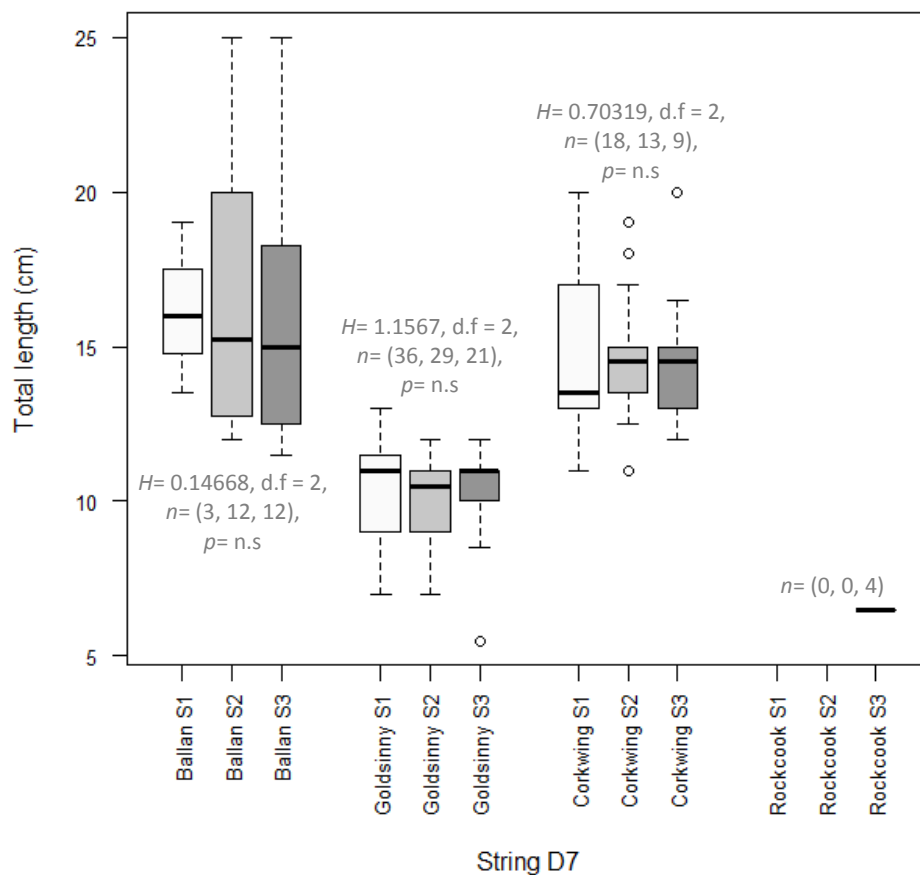 25
20
15
10
5
Total length (cm)
H= 0.70319, d.f = 2,
n= (18, 13, 9),
p= n.s
H= 1.1567, d.f = 2,
n= (36, 29, 21),
p= n.s
H= 0.14668, d.f = 2,
n= (3, 12, 12),
p= n.s
n= (0, 0, 4)
Ballan S1
Ballan S2
Ballan S3
Goldsinny S1
Goldsinny S2
Goldsinny S3
Corkwing S1
Corkwing S2
Corkwing S3
Rockcook S1
Rockcook S2
Rockcook S3
String D7